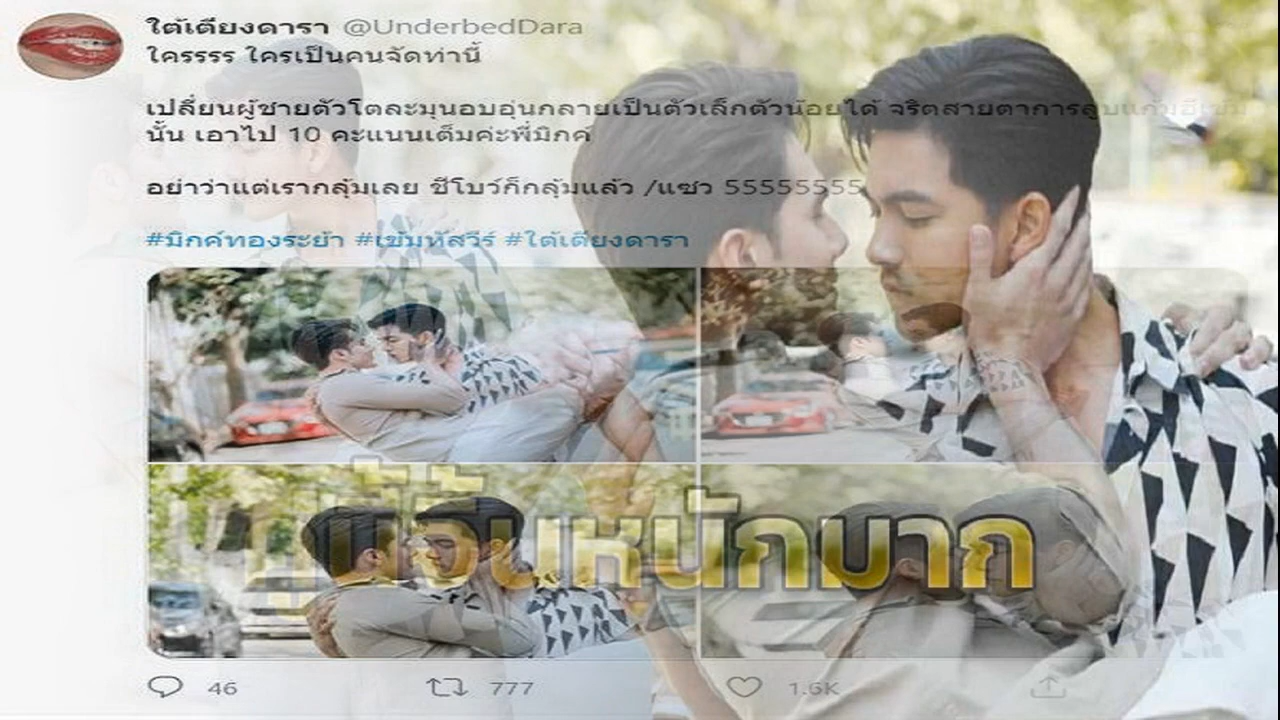 ใต้เตียงดารา @UnderbedDara
ใครรรร ใครเป็นคนจัดท่านี้
เปลี่ยนผู้ชายตัวโตละมุนอบอุ่นกลายเป็นตัวเล็กตัวน้อยได้ จริตสายตาการลูบแก้มฮีเข้ม
นั้น เอาไป 10 คะแนนเต็มค่ะพี่มิกค์
อย่าว่าแต่เรากลุ้มเลย ชีโบว์ก็กลุ้มแล้ว /แซว 55555555
#มิกค์ทองระย้า #เข้มหัสวีร์ #ใต้เตียงดารา
หนักมาก
46 777 1.6K